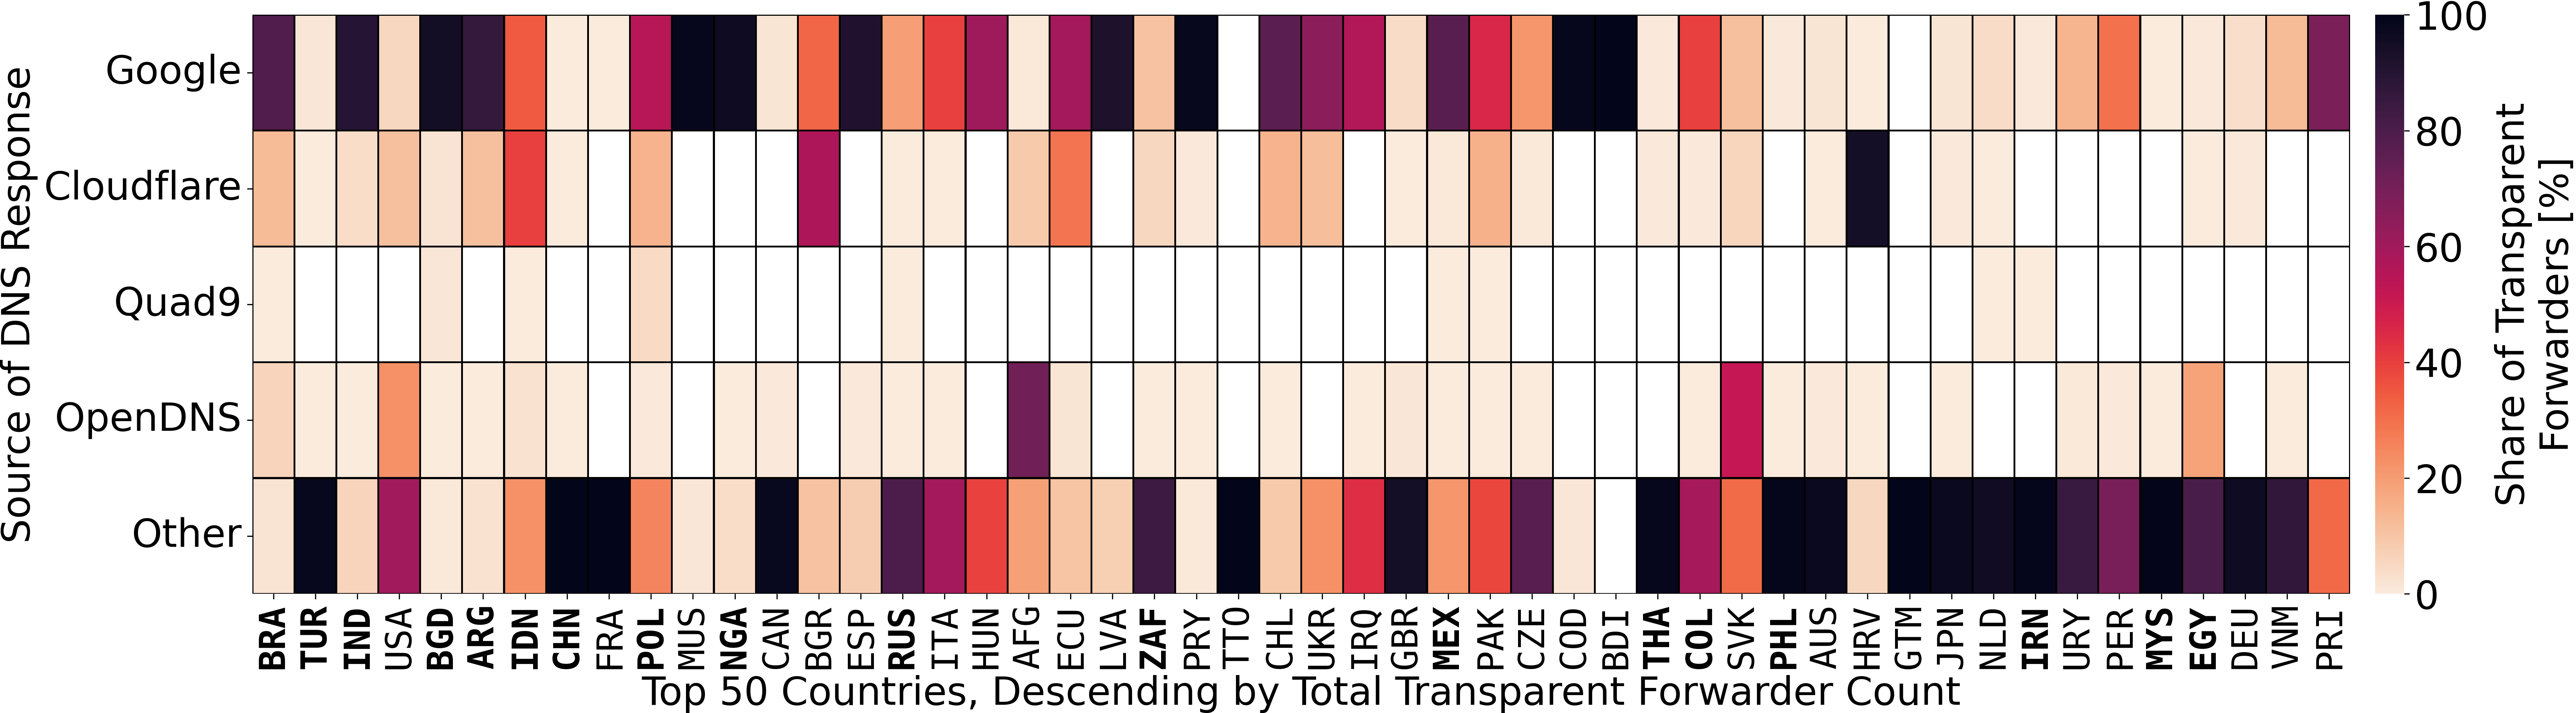 Source of DNS Response
Google
Cloudflare
Quad9
OpenDNS
Other
BRA
TUR
IND
USA
BGD
ARG
IDN
CHN
FRA
POL
MUS
NGA
CAN
BGR
ESP
RUS
ITA
HUN
AFG
ECU
LVA
ZAF
PRY
TTO
CHL
UKR
IRQ
GBR
MEX
PAK
CZE
COD
BDI
THA
COL
SVK
PHL
AUS
HRV
GTM
JPN
NLD
IRN
URY
PER
MYS
EGY
DEU
VNM
PRI
Top 50 Countries, Descending by Total Transparent Forwarder Count
100
80
60
40
20
0
Share of Transparent
Forwarders [%]